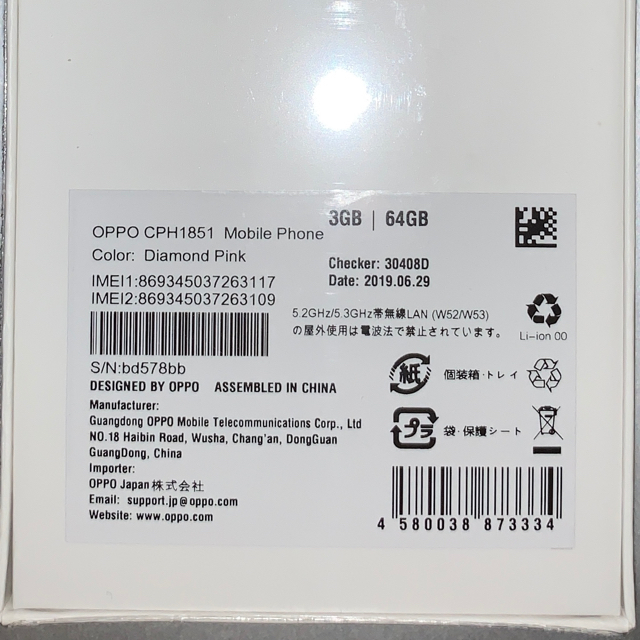 3GB | 64GB
OPPO CPH1851 Mobile Phone
Color: Diamond Pink
Checker: 30408D
Date: 2019.06.29
IMEI1:869345037263117
IMEI2:869345037263109
5.2GHz/5.3GHz帯無線LAN (W52/W53)
の屋外使用は電波法で禁止されています。
Li-ion 00
S/N:bd578bb
DESIGNED BY OPPO ASSEMBLED IN CHINA
紙 個装箱・トレイ
Manufacturer:
Guangdong OPPO Mobile Telecommunications Corp., Ltd
NO.18 Haibin Road, Wusha, Chang'an, DongGuan
GuangDong, China
プラ 袋・保護シート
Importer:
OPPO Japan株式会社
Email: support.jp@oppo.com
Website: www.oppo.com
4 580038 873334